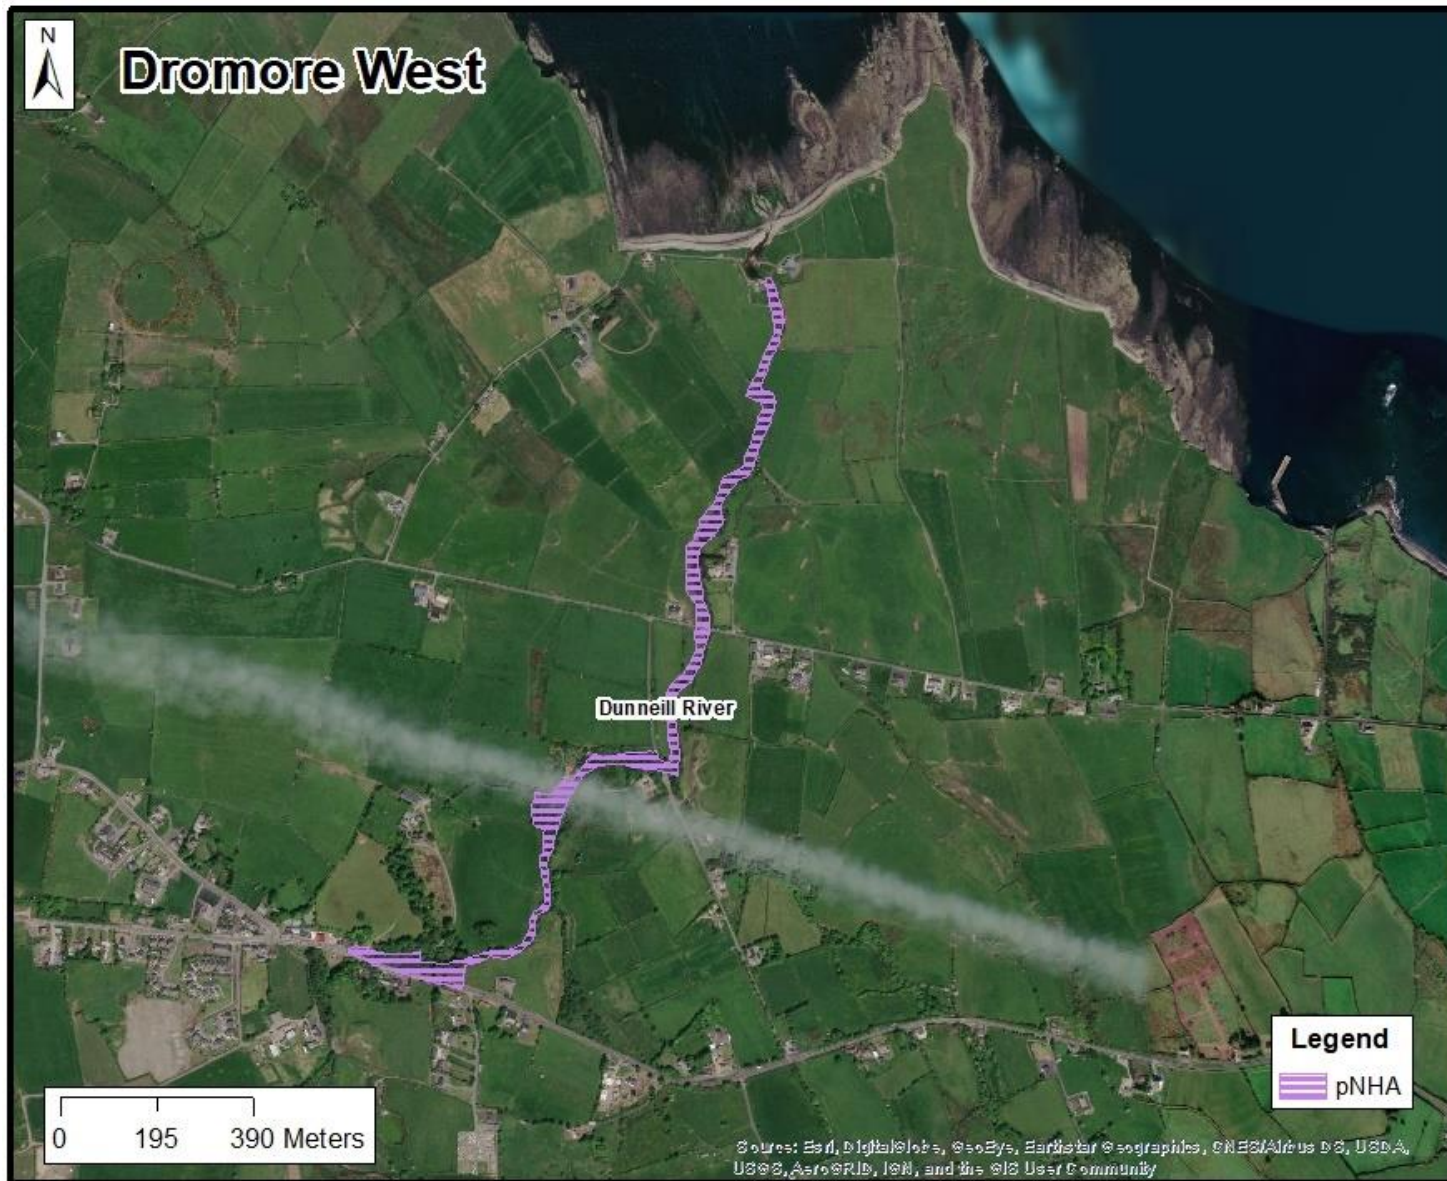 N
Dromore West
Dunneill River
Legend
pNHA
0 195 390 Meters
Source: Esri, DigitalGlobe, GeoEye, Earthstar Geographics, CNES/Airbus DS, USDA,
USGS, AeroGRID, IGN, and the GIS User Community